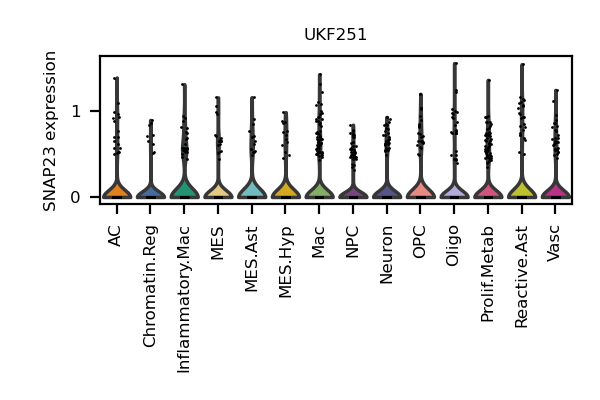 UKF251
SNAP23 expression
1
0
AC
Chromatin.Reg
Inflammatory.Mac
MES
MES.Ast
MES.Hyp
Mac
NPC
Neuron
OPC
Oligo
Prolif.Metab
Reactive.Ast
Vasc